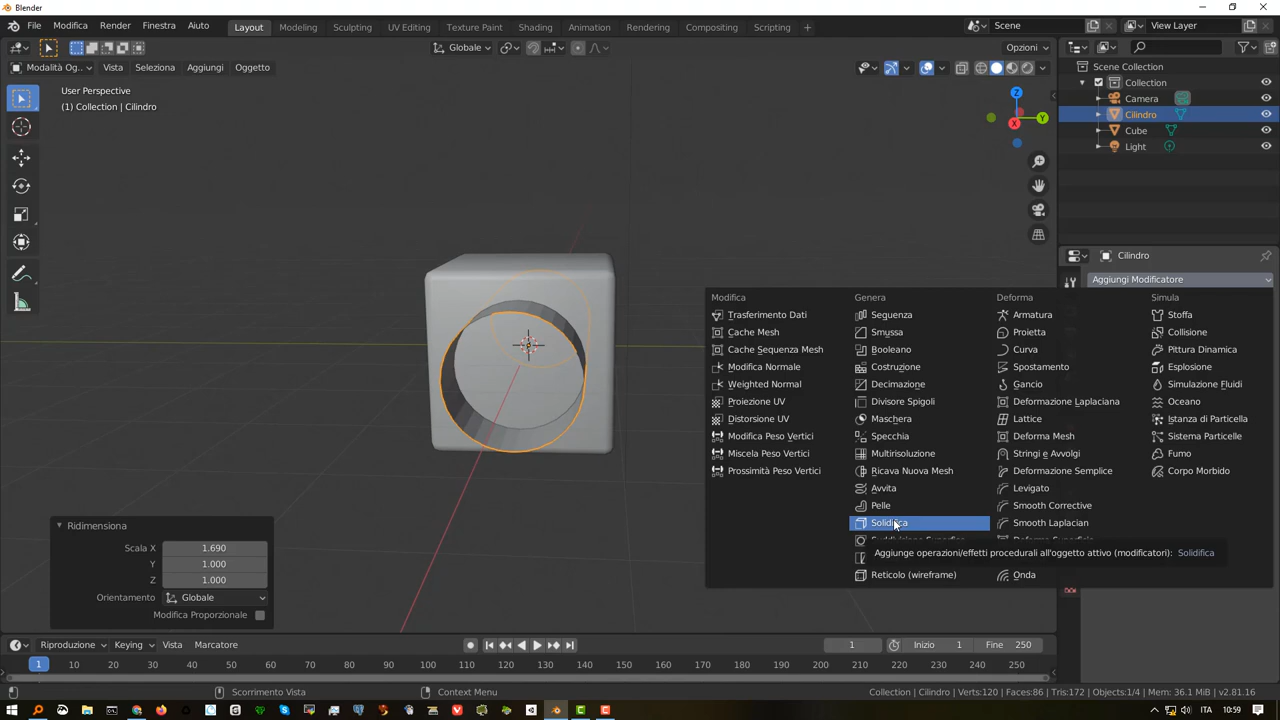 Blender
File Modifica Render Finestra Aiuto Layout Modeling Sculpting UV Editing Texture Paint Shading Animation Rendering Compositing Scripting + Scene View Layer
Globale Opzioni
Modalità Og.. Vista Seleziona Aggiungi Oggetto
User Perspective
(1) Collection | Cilindro
Z
Y
X
Scene Collection
Collection
Camera
Cilindro
Cube
Light
Cilindro
Aggiungi Modificatore
Modifica Genera Deforma Simula
Trasferimento Dati Sequenza Armatura Stoffa
Cache Mesh Smussa Proietta Collisione
Cache Sequenza Mesh Booleano Curva Pittura Dinamica
Modifica Normale Costruzione Spostamento Esplosione
Weighted Normal Decimazione Gancio Simulazione Fluidi
Proiezione UV Divisore Spigoli Deformazione Laplaciana Oceano
Distorsione UV Maschera Lattice Istanza di Particella
Modifica Peso Vertici Specchia Deforma Mesh Sistema Particelle
Miscela Peso Vertici Multirisoluzione Stringi e Avvolgi Fumo
Prossimità Peso Vertici Ricava Nuova Mesh Deformazione Semplice Corpo Morbido
Avvita Levigato
Pelle Smooth Corrective
Solidifica Smooth Laplacian
Aggiunge operazioni/effetti procedurali all'oggetto attivo (modificatori): Solidifica
Reticolo (wireframe) Onda
Ridimensiona
Scala X 1.690
Y 1.000
Z 1.000
Orientamento Globale
Modifica Proporzionale
Riproduzione Keying Vista Marcatore 1 Inizio 1 Fine 250
1 10 20 30 40 50 60 70 80 90 100 110 120 130 140 150 160 170 180 190 200 210 220 230 240 250
Scorrimento Vista Context Menu Collection | Cilindro | Verts:120 | Faces:86 | Tris:172 | Objects:1/4 | Mem: 36.1 MiB | v2.81.16
ITA 10:59